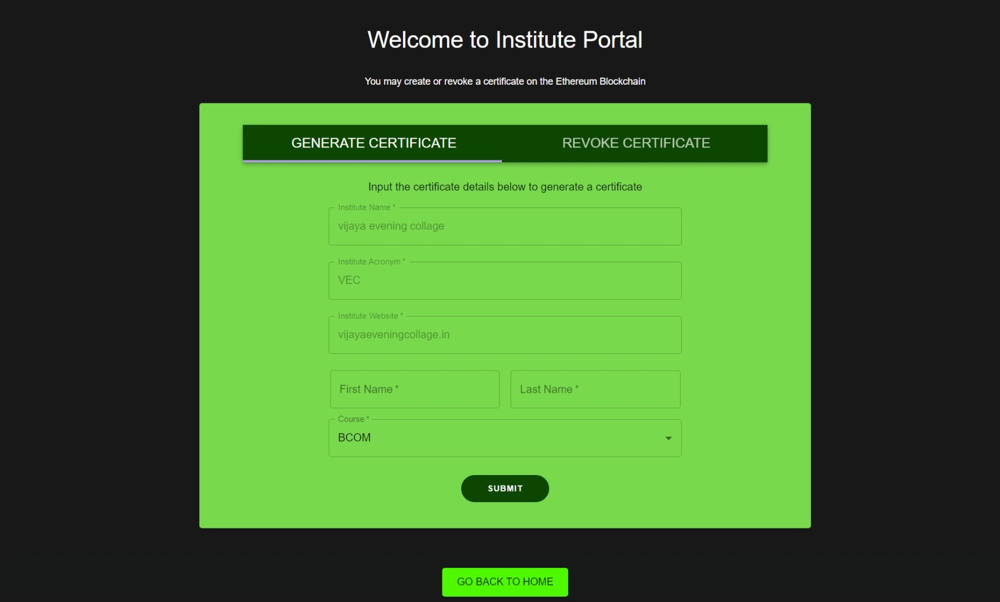 Welcome to Institute Portal
You may create or revoke a certificate on the Ethereum Blockchain
GENERATE CERTIFICATE REVOKE CERTIFICATE
Input the certificate details below to generate a certificate
Institute Name *
vijaya evening collage
Institute Acronym *
VEC
Institute Website *
vijayaeveningcollage.in
First Name * Last Name *
Course *
BCOM
SUBMIT
GO BACK TO HOME